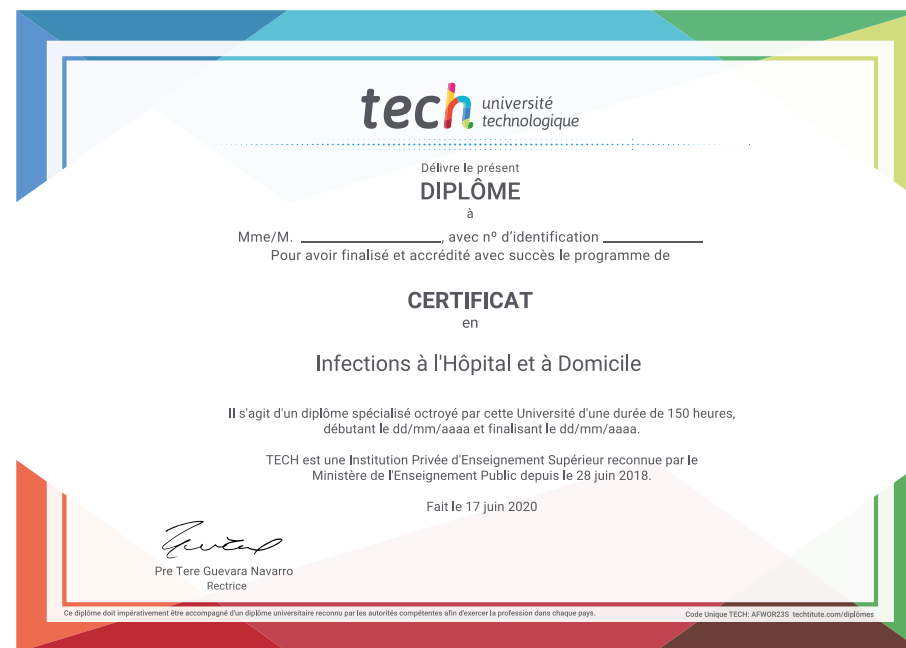 tech université
technologique
Délivre le présent
DIPLÔME
à
Mme/M. ____________________, avec nº d'identification ______________
Pour avoir finalisé et accrédité avec succès le programme de
CERTIFICAT
en
Infections à l'Hôpital et à Domicile
Il s'agit d'un diplôme spécialisé octroyé par cette Université d'une durée de 150 heures,
débutant le dd/mm/aaaa et finalisant le dd/mm/aaaa.
TECH est une Institution Privée d'Enseignement Supérieur reconnue par le
Ministère de l'Enseignement Public depuis le 28 juin 2018.
Fait le 17 juin 2020
Pre Tere Guevara Navarro
Rectrice
Ce diplôme doit impérativement être accompagné d'un diplôme universitaire reconnu par les autorités compétentes afin d'exercer la profession dans chaque pays.
Code Unique TECH: AFWOR23S techtitute.com/diplômes